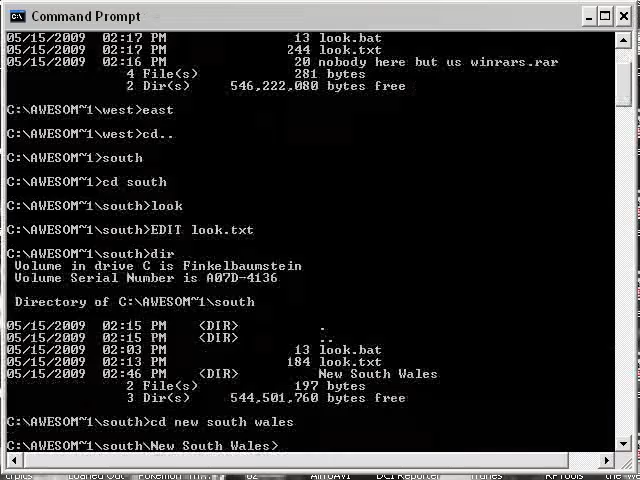 Command Prompt
05/15/2009  02:17 PM                13 look.bat
05/15/2009  02:17 PM               244 look.txt
05/15/2009  02:16 PM                20 nobody here but us winrars.rar
               4 File(s)            281 bytes
               2 Dir(s)     546,222,080 bytes free
C:\AWESOM~1\west>east
C:\AWESOM~1\west>cd..
C:\AWESOM~1>south
C:\AWESOM~1>cd south
C:\AWESOM~1\south>look
C:\AWESOM~1\south>EDIT look.txt
C:\AWESOM~1\south>dir
 Volume in drive C is Finkelbaumstein
 Volume Serial Number is A07D-4136
 Directory of C:\AWESOM~1\south
05/15/2009  02:15 PM    <DIR>          .
05/15/2009  02:15 PM    <DIR>          ..
05/15/2009  02:03 PM                13 look.bat
05/15/2009  02:13 PM               184 look.txt
05/15/2009  02:46 PM    <DIR>          New South Wales
               2 File(s)            197 bytes
               3 Dir(s)     544,501,760 bytes free
C:\AWESOM~1\south>cd new south wales
C:\AWESOM~1\south\New South Wales>